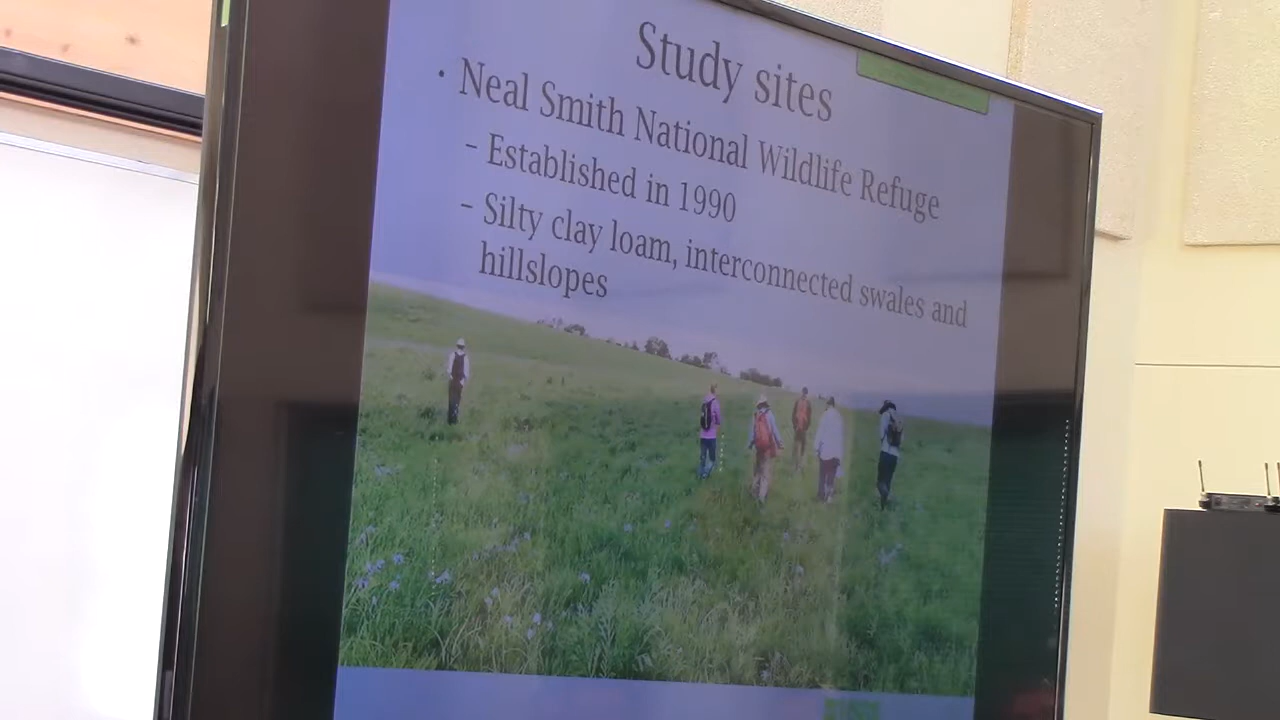 Study sites
• Neal Smith National Wildlife Refuge
– Established in 1990
– Silty clay loam, interconnected swales and
hillslopes